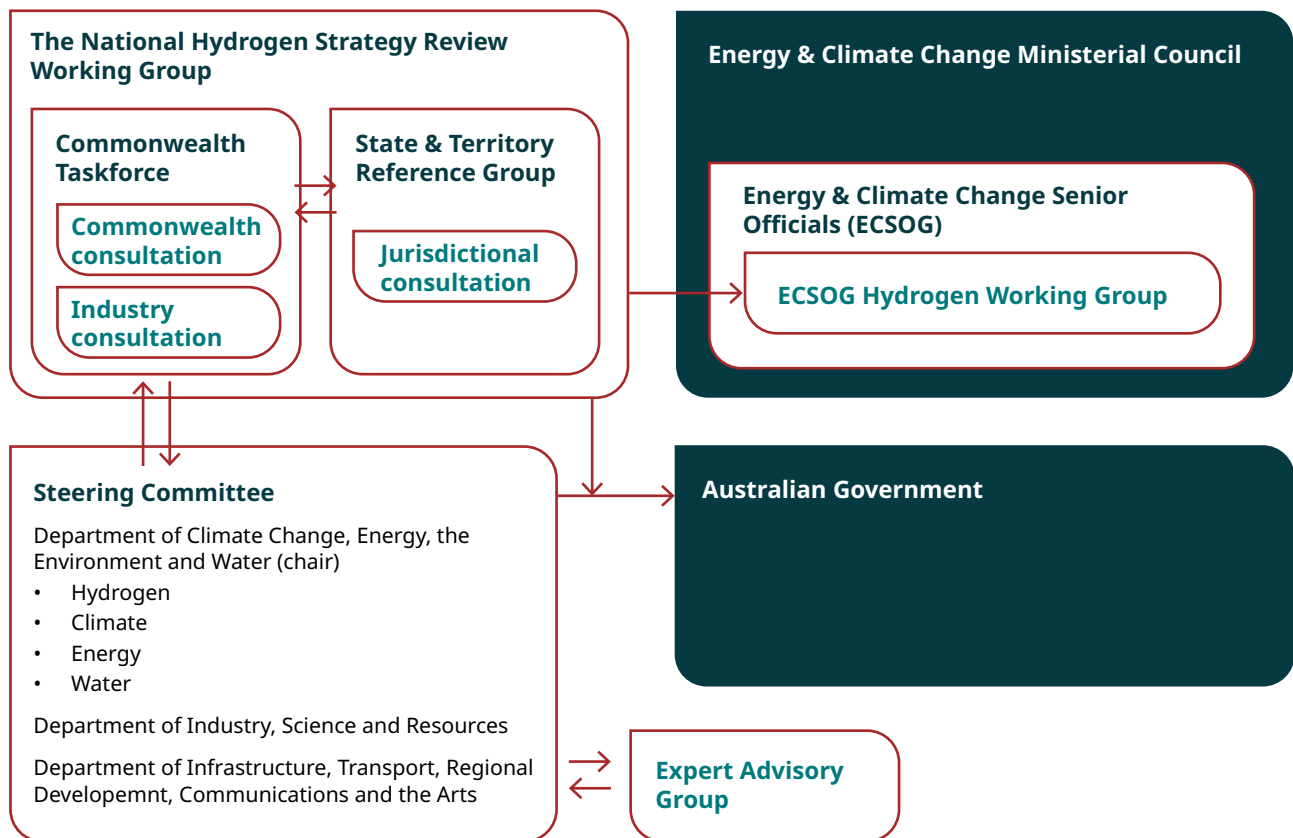 The National Hydrogen Strategy Review
Working Group
Commonwealth
Taskforce
Commonwealth
consultation
Industry
consultation
State & Territory
Reference Group
Jurisdictional
consultation
Energy & Climate Change Ministerial Council
Energy & Climate Change Senior
Officials (ECSOG)
ECSOG Hydrogen Working Group
Steering Committee
Department of Climate Change, Energy, the
Environment and Water (chair)
• Hydrogen
• Climate
• Energy
• Water
Department of Industry, Science and Resources
Department of Infrastructure, Transport, Regional
Developemnt, Communications and the Arts
Australian Government
Expert Advisory
Group